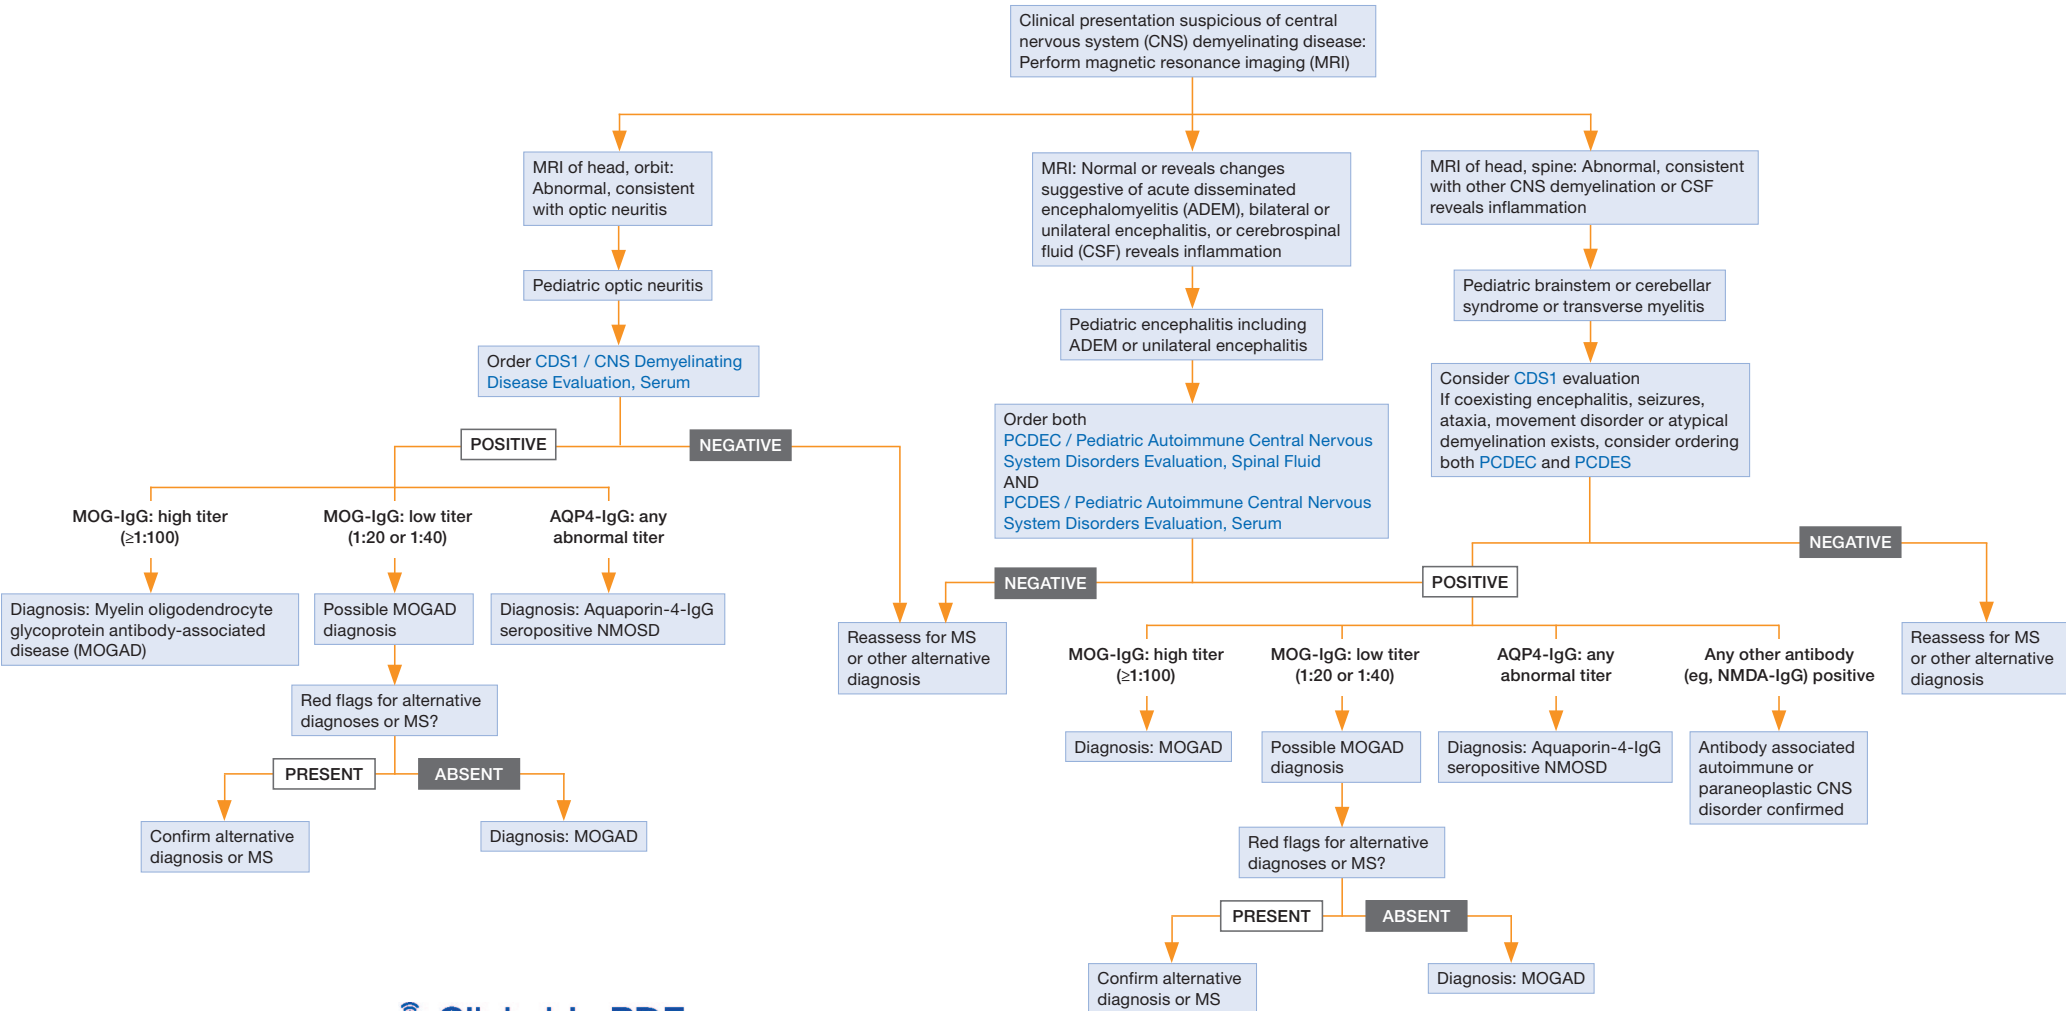 Clinical presentation suspicious of central
nervous system (CNS) demyelinating disease:
Perform magnetic resonance imaging (MRI)
MRI of head, orbit:
Abnormal, consistent
with optic neuritis
Pediatric optic neuritis
Order CDS1 / CNS Demyelinating
Disease Evaluation, Serum
POSITIVE
NEGATIVE
MOG-IgG: high titer
(≥1:100)
MOG-IgG: low titer
(1:20 or 1:40)
AQP4-IgG: any
abnormal titer
Diagnosis: Myelin oligodendrocyte
glycoprotein antibody-associated
disease (MOGAD)
Possible MOGAD
diagnosis
Diagnosis: Aquaporin-4-IgG
seropositive NMOSD
Red flags for alternative
diagnoses or MS?
PRESENT
ABSENT
Confirm alternative
diagnosis or MS
Diagnosis: MOGAD
MRI: Normal or reveals changes
suggestive of acute disseminated
encephalomyelitis (ADEM), bilateral or
unilateral encephalitis, or cerebrospinal
fluid (CSF) reveals inflammation
Pediatric encephalitis including
ADEM or unilateral encephalitis
Order both
PCDEC / Pediatric Autoimmune Central Nervous
System Disorders Evaluation, Spinal Fluid
AND
PCDES / Pediatric Autoimmune Central Nervous
System Disorders Evaluation, Serum
NEGATIVE
Reassess for MS
or other alternative
diagnosis
MRI of head, spine: Abnormal, consistent
with other CNS demyelination or CSF
reveals inflammation
Pediatric brainstem or cerebellar
syndrome or transverse myelitis
Consider CDS1 evaluation
If coexisting encephalitis, seizures,
ataxia, movement disorder or atypical
demyelination exists, consider ordering
both PCDEC and PCDES
NEGATIVE
POSITIVE
Reassess for MS
or other alternative
diagnosis
MOG-IgG: high titer
(≥1:100)
MOG-IgG: low titer
(1:20 or 1:40)
AQP4-IgG: any
abnormal titer
Any other antibody
(eg, NMDA-IgG) positive
Diagnosis: MOGAD
Possible MOGAD
diagnosis
Diagnosis: Aquaporin-4-IgG
seropositive NMOSD
Antibody associated
autoimmune or
paraneoplastic CNS
disorder confirmed
Red flags for alternative
diagnoses or MS?
PRESENT
ABSENT
Confirm alternative
diagnosis or MS
Diagnosis: MOGAD